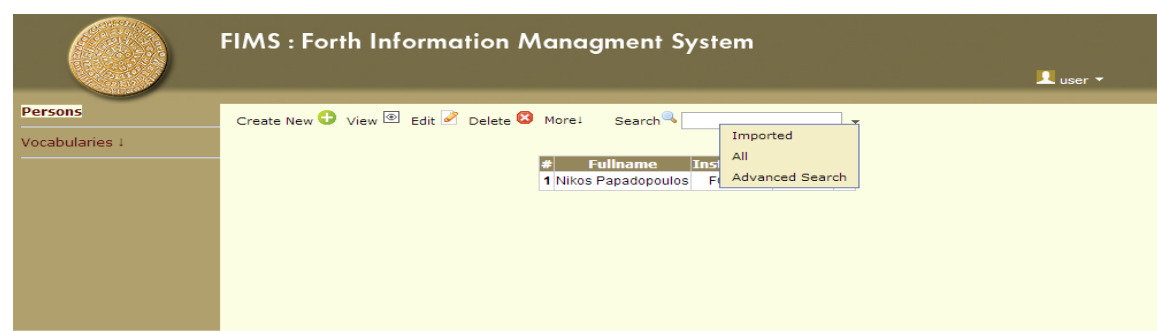 FIMS : Forth Information Managment System
user
Persons
Vocabularies ↓
Create New View Edit Delete More↓ Search
Imported
All
Advanced Search
# Fullname
1 Nikos Papadopoulos